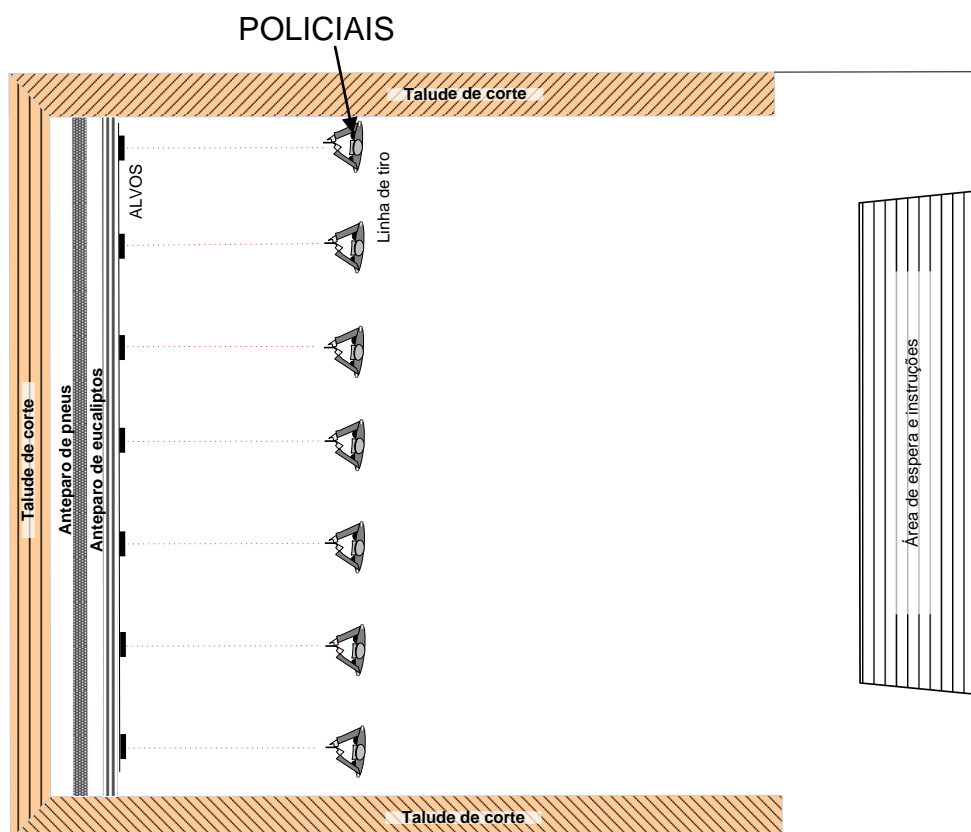 POLICIAIS
Talude de corte
ALVOS
Linha de tiro
Talude de corte
Anteparo de pneus
Anteparo de eucaliptos
Área de espera e instruções
Talude de corte